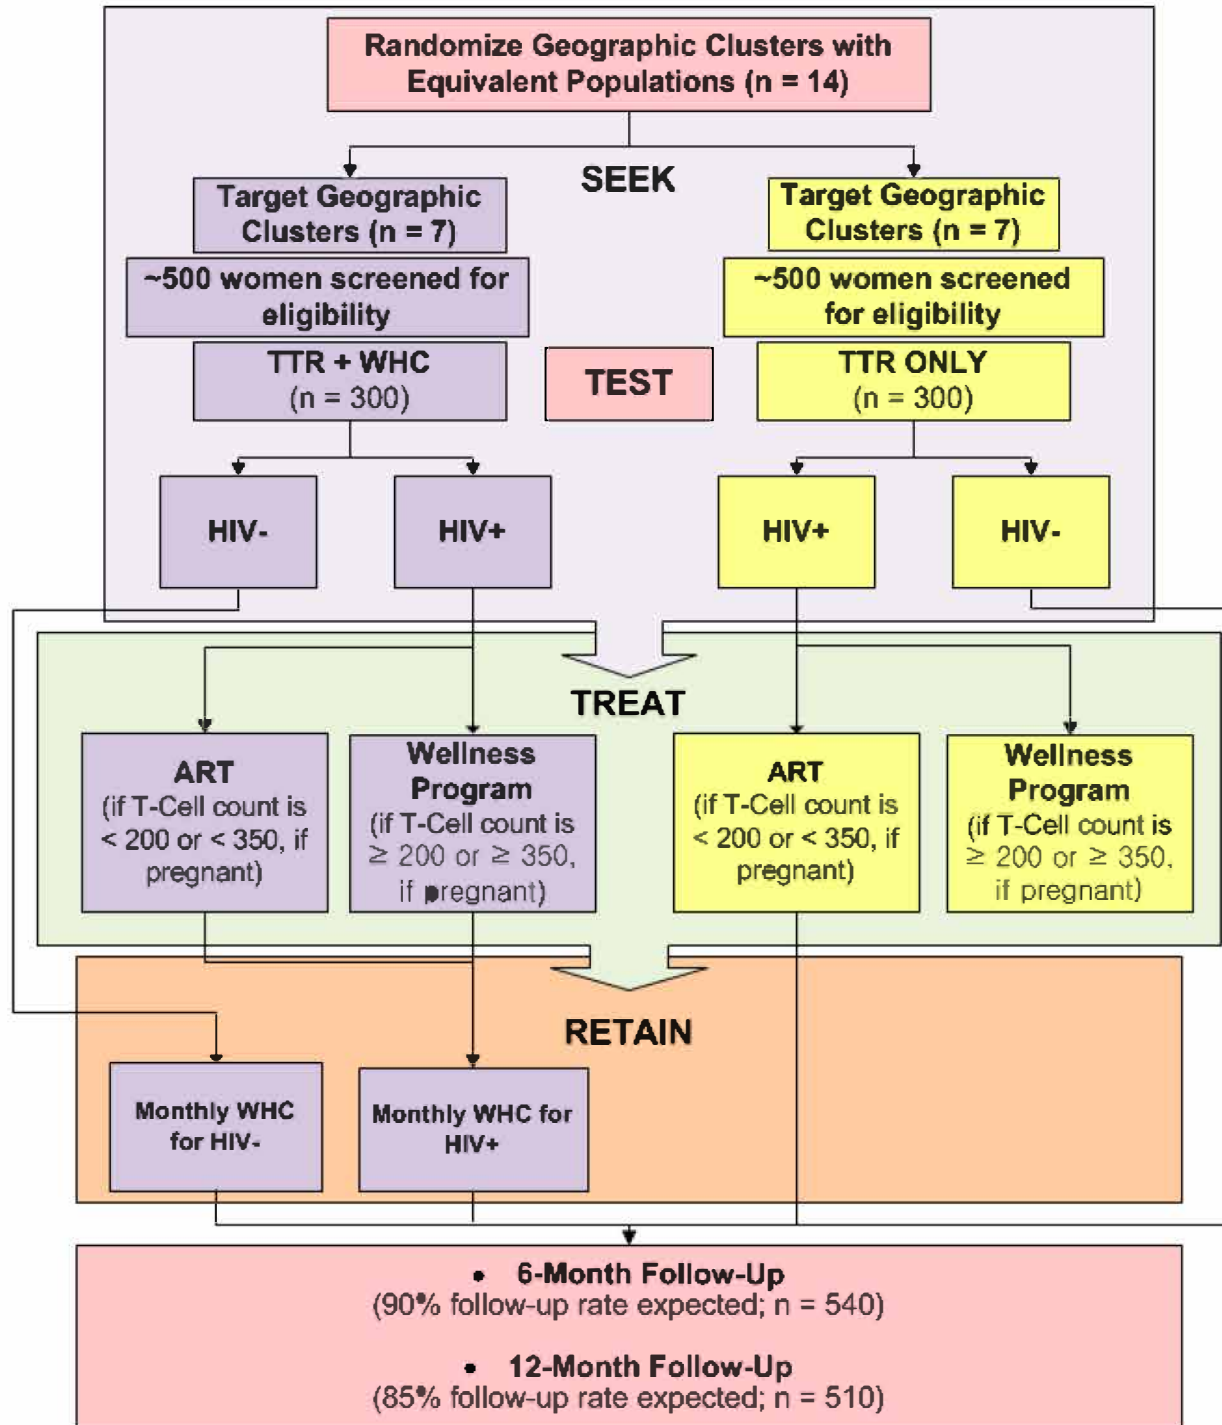 Randomize Geographic Clusters with
Equivalent Populations (n = 14)
SEEK
Target Geographic
Clusters (n = 7)
Target Geographic
Clusters (n = 7)
~500 women screened for
eligibility
~500 women screened
for eligibility
TTR + WHC
(n = 300)
TEST
TTR ONLY
(n = 300)
HIV-
HIV+
HIV+
HIV-
TREAT
ART
(if T-Cell count is
< 200 or < 350, if
pregnant)
Wellness
Program
(if T-Cell count is
≥ 200 or ≥ 350,
if pregnant)
ART
(if T-Cell count is
< 200 or < 350, if
pregnant)
Wellness
Program
(if T-Cell count is
≥ 200 or ≥ 350,
if pregnant)
RETAIN
Monthly WHC
for HIV-
Monthly WHC for
HIV+
• 6-Month Follow-Up
(90% follow-up rate expected; n = 540)
• 12-Month Follow-Up
(85% follow-up rate expected; n = 510)